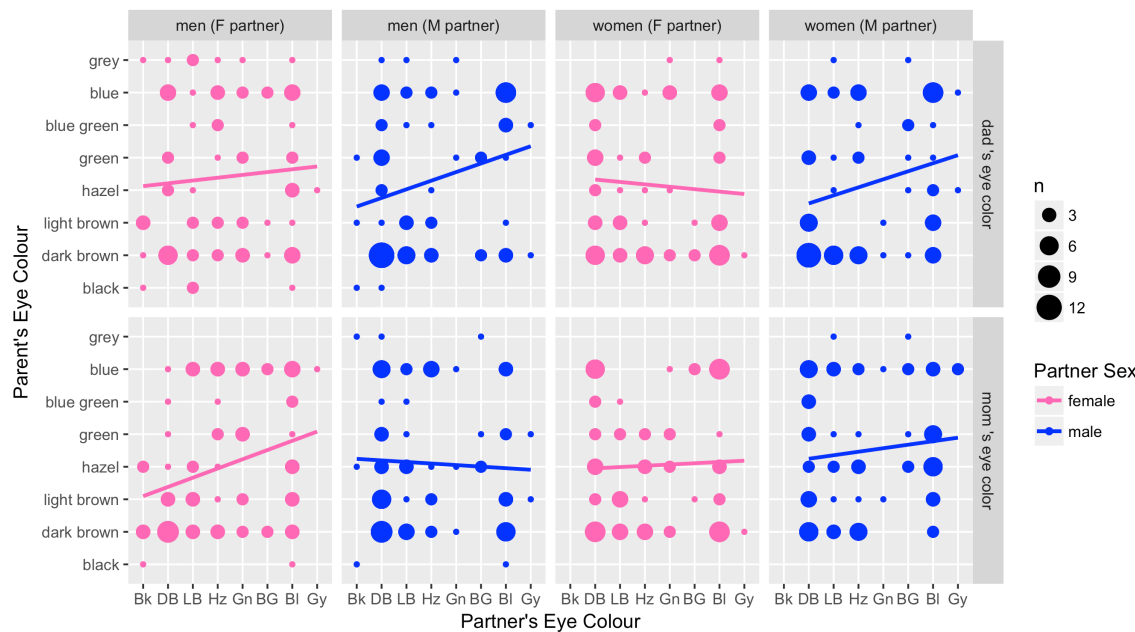 men (F partner)
men (M partner)
women (F partner)
women (M partner)
grey
blue
blue green
green
hazel
light brown
dark brown
black
dad 's eye color
grey
blue
blue green
green
hazel
light brown
dark brown
black
mom 's eye color
Parent's Eye Colour
Bk DB LB Hz Gn BG Bl Gy
Bk DB LB Hz Gn BG Bl Gy
Bk DB LB Hz Gn BG Bl Gy
Bk DB LB Hz Gn BG Bl Gy
Partner's Eye Colour
n
3
6
9
12
Partner Sex
female
male